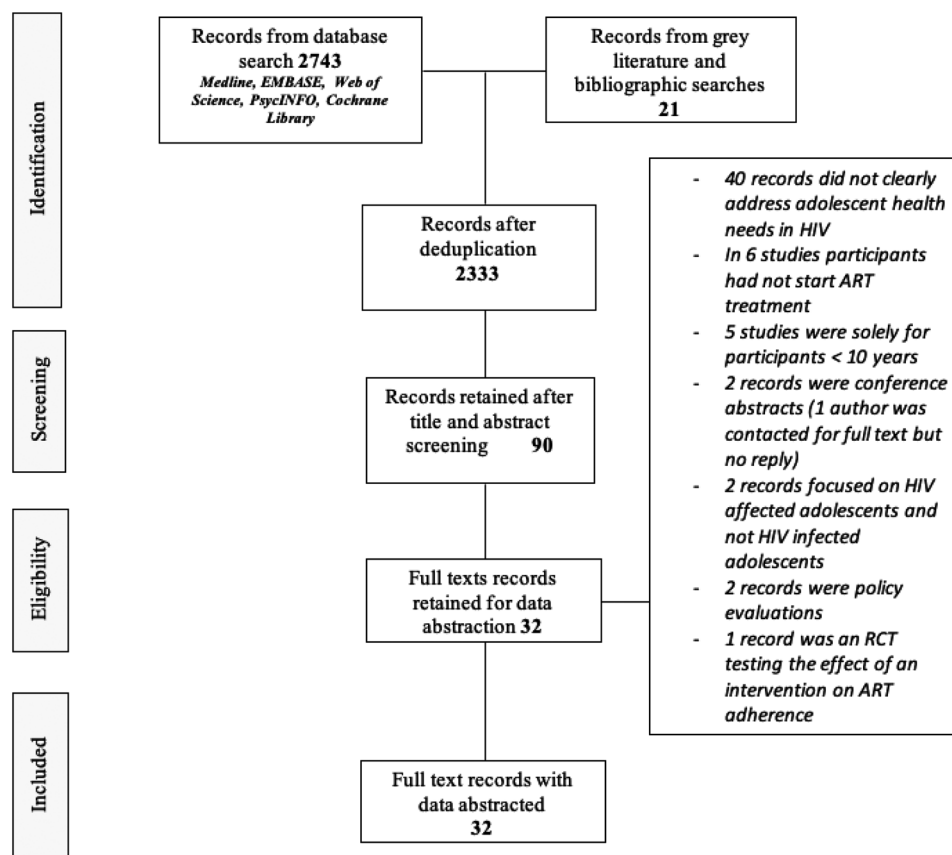 Identification
Records from database
search 2743
Medline, EMBASE, Web of
Science, PsycINFO, Cochrane
Library
Records from grey
literature and
bibliographic searches
21
Records after
deduplication
2333
Screening
Records retained after
title and abstract
screening 90
Eligibility
Full texts records
retained for data
abstraction 32
- 40 records did not clearly
address adolescent health
needs in HIV
- In 6 studies participants
had not start ART
treatment
- 5 studies were solely for
participants < 10 years
- 2 records were conference
abstracts (1 author was
contacted for full text but
no reply)
- 2 records focused on HIV
affected adolescents and
not HIV infected
adolescents
- 2 records were policy
evaluations
- 1 record was an RCT
testing the effect of an
intervention on ART
adherence
Included
Full text records with
data abstracted
32